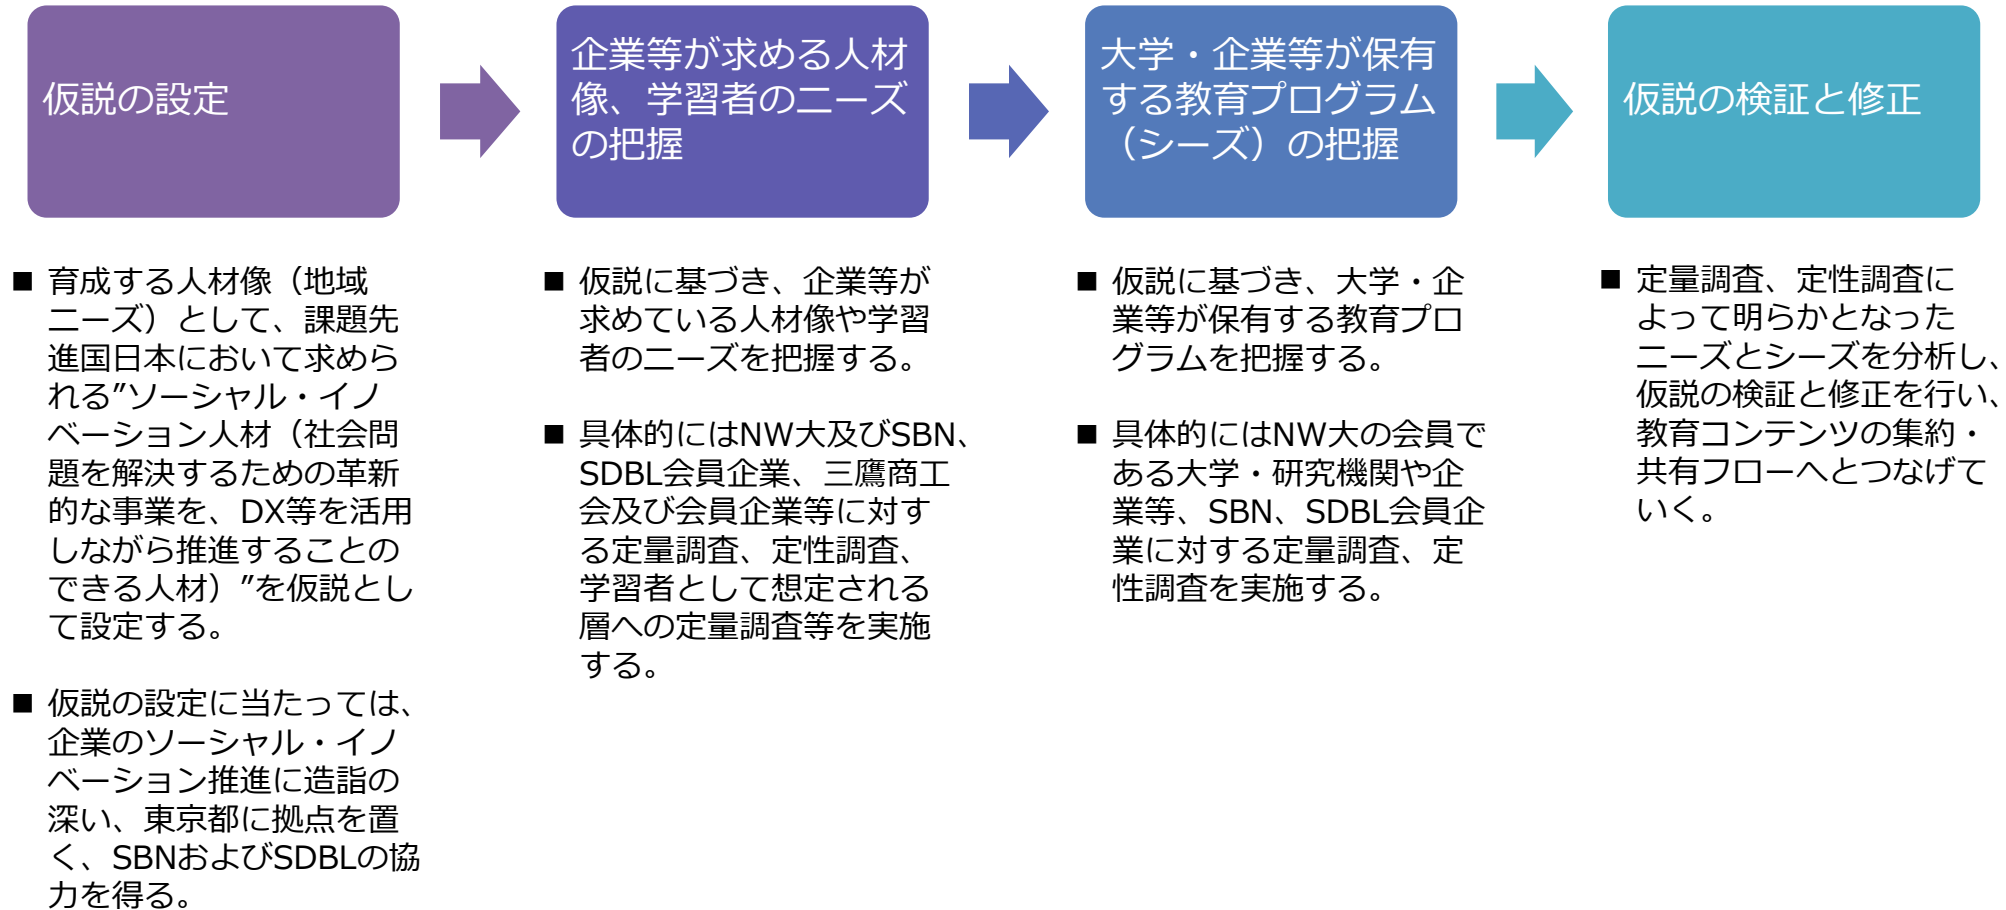 仮説の設定
企業等が求める人材
像、学習者のニーズ
の把握
大学・企業等が保有
する教育プログラム
（シーズ）の把握
仮説の検証と修正
■ 育成する人材像（地域
ニーズ）として、課題先
進国日本において求めら
れる”ソーシャル・イノ
ベーション人材（社会問
題を解決するための革新
的な事業を、DX等を活用
しながら推進することの
できる人材）”を仮説とし
て設定する。
■ 仮説の設定に当たっては、
企業のソーシャル・イノ
ベーション推進に造詣の
深い、東京都に拠点を置
く、SBNおよびSDBLの協
力を得る。
■ 仮説に基づき、企業等が
求めている人材像や学習
者のニーズを把握する。
■ 具体的にはNW大及びSBN、
SDBL会員企業、三鷹商工
会及び会員企業等に対す
る定量調査、定性調査、
学習者として想定される
層への定量調査等を実施
する。
■ 仮説に基づき、大学・企
業等が保有する教育プロ
グラムを把握する。
■ 具体的にはNW大の会員で
ある大学・研究機関や企
業等、SBN、SDBL会員企
業に対する定量調査、定
性調査を実施する。
■ 定量調査、定性調査に
よって明らかとなった
ニーズとシーズを分析し、
仮説の検証と修正を行い、
教育コンテンツの集約・
共有フローへとつなげて
いく。